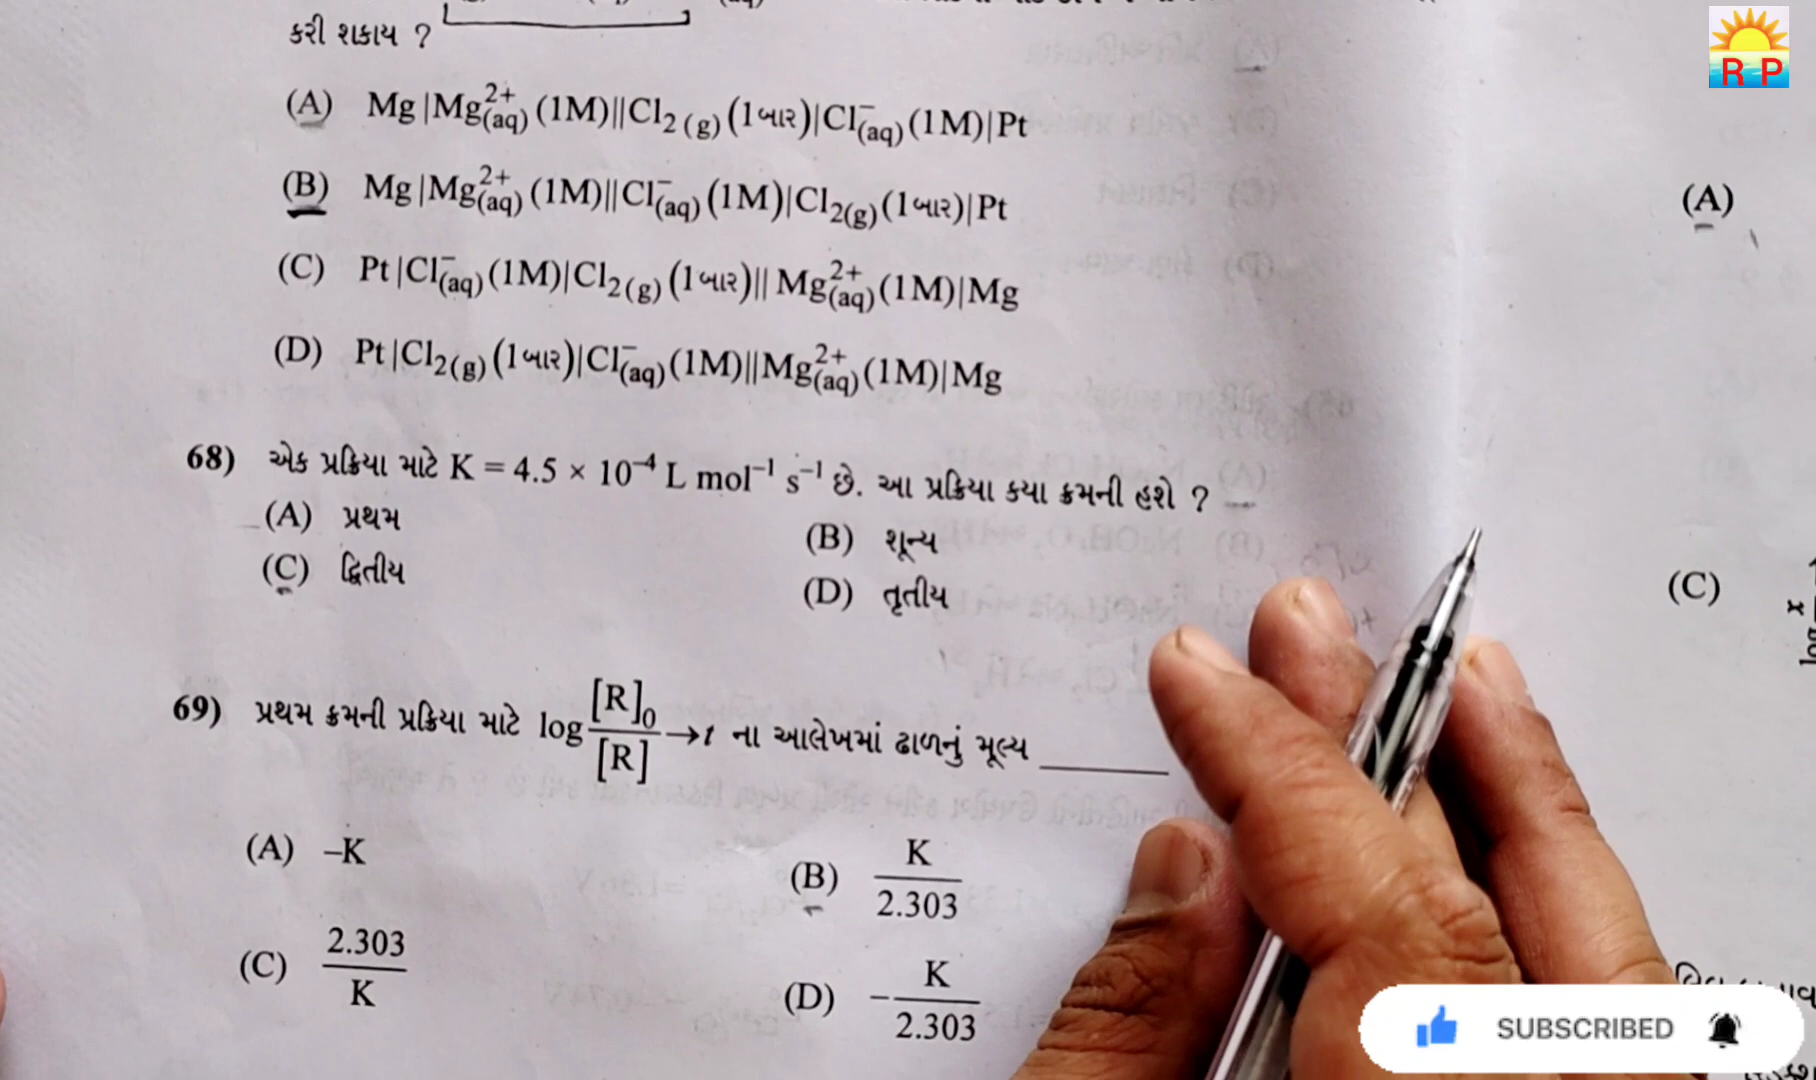 કરી શકાય ?
(A) Mg|Mg²⁺(aq)(1M)||Cl₂(g)(1બાર)|Cl⁻(aq)(1M)|Pt
(B) Mg|Mg²⁺(aq)(1M)||Cl⁻(aq)(1M)|Cl₂(g)(1બાર)|Pt
(C) Pt|Cl⁻(aq)(1M)|Cl₂(g)(1બાર)||Mg²⁺(aq)(1M)|Mg
(D) Pt|Cl₂(g)(1બાર)|Cl⁻(aq)(1M)||Mg²⁺(aq)(1M)|Mg
68) એક પ્રક્રિયા માટે K = 4.5 × 10⁻⁴ L mol⁻¹ s⁻¹ છે. આ પ્રક્રિયા કયા ક્રમની હશે ?
(A) પ્રથમ
(B) શૂન્ય
(C) દ્વિતીય
(D) તૃતીય
69) પ્રથમ ક્રમની પ્રક્રિયા માટે log [R]₀/[R] → t ના આલેખમાં ઢાળનું મૂલ્ય ______
(A) –K
(B) K/2.303
(C) 2.303/K
(D) –K/2.303
(A)
(C)
R P
SUBSCRIBED